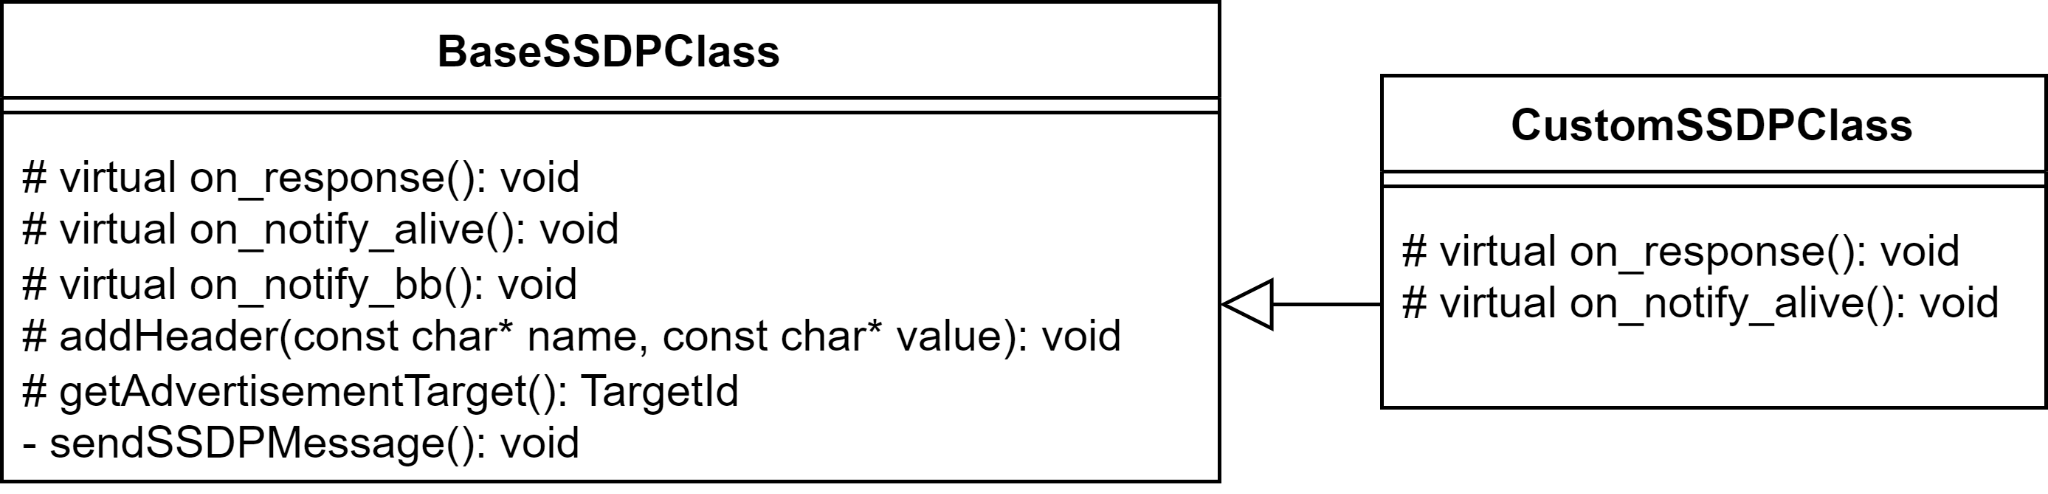 BaseSSDPClass
# virtual on_response(): void
# virtual on_notify_alive(): void
# virtual on_notify_bb(): void
# addHeader(const char* name, const char* value): void
# getAdvertisementTarget(): TargetId
- sendSSDPMessage(): void
CustomSSDPClass
# virtual on_response(): void
# virtual on_notify_alive(): void